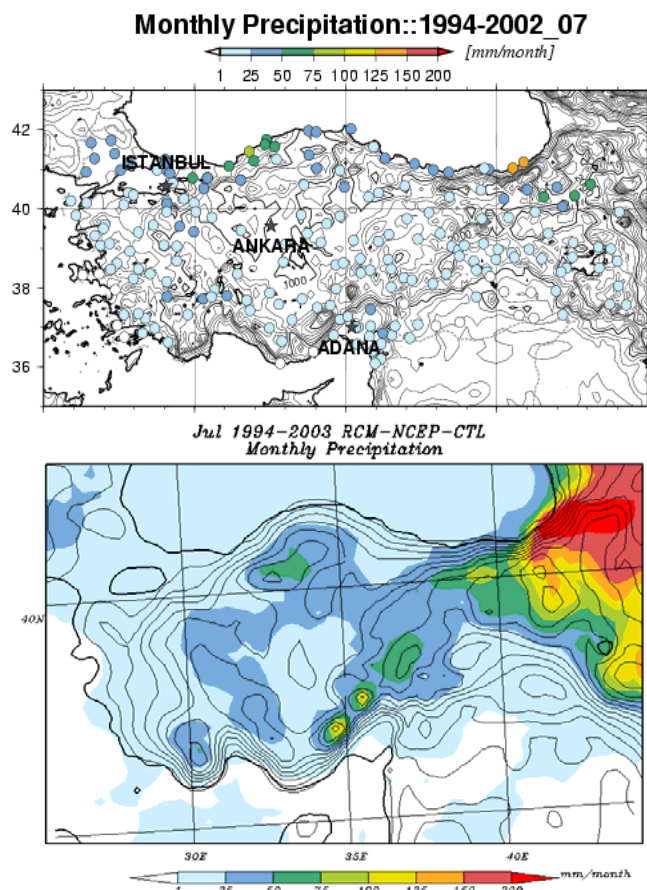 Monthly Precipitation::1994-2002_07
[mm/month]
1 25 50 75 100 125 150 200
42
ISTANBUL
40
ANKARA
1000
38
ADANA
36
Jul 1994-2003 RCM-NCEP-CTL
Monthly Precipitation
40N
30E 35E 40E
mm/month